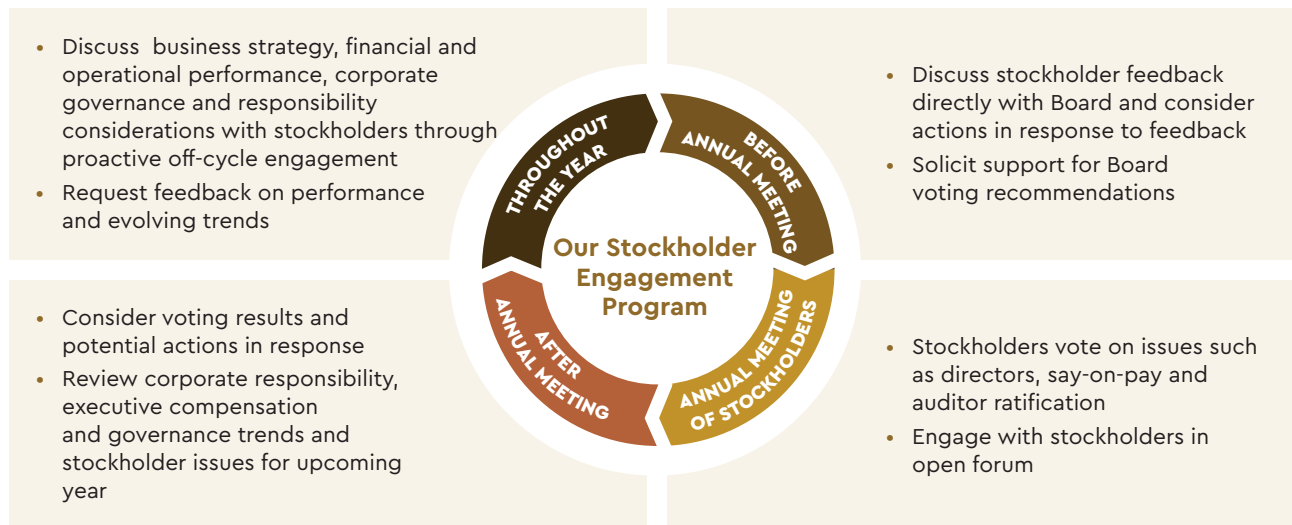 • Discuss  business strategy, financial and
operational performance, corporate
governance and responsibility
considerations with stockholders through
proactive off-cycle engagement
• Request feedback on performance
and evolving trends
THROUGHOUT
THE YEAR
BEFORE
ANNUAL MEETING
• Discuss stockholder feedback
directly with Board and consider
actions in response to feedback
• Solicit support for Board
voting recommendations
Our Stockholder
Engagement
Program
• Consider voting results and
potential actions in response
• Review corporate responsibility,
executive compensation
and governance trends and
stockholder issues for upcoming
year
AFTER
ANNUAL MEETING
ANNUAL MEETING
OF STOCKHOLDERS
• Stockholders vote on issues such
as directors, say-on-pay and
auditor ratification
• Engage with stockholders in
open forum